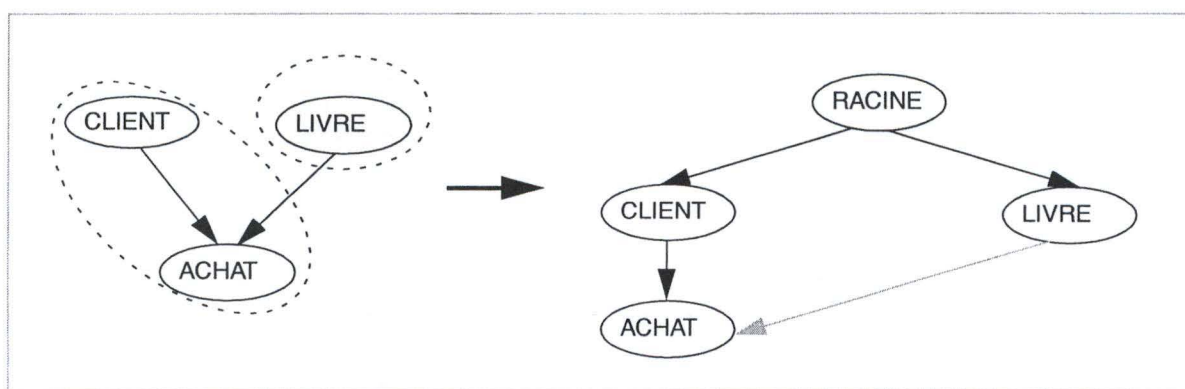 CLIENT
LIVRE
ACHAT
RACINE
CLIENT
LIVRE
ACHAT